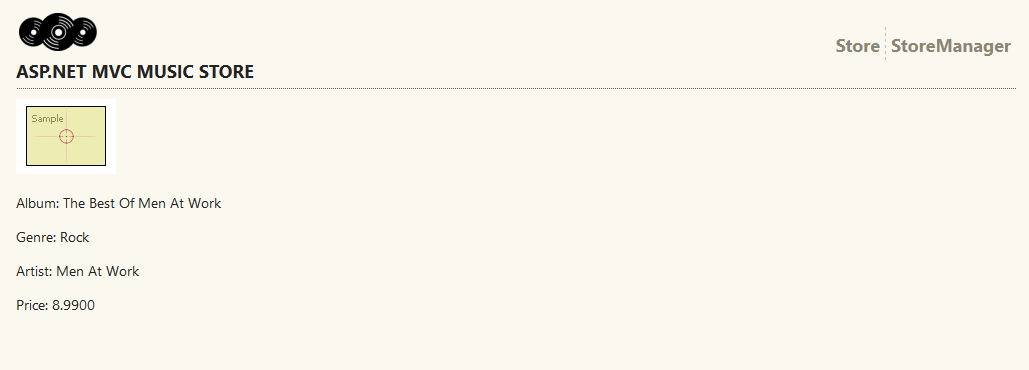 Store
StoreManager
ASP.NET MVC MUSIC STORE
Sample
Album: The Best Of Men At Work
Genre: Rock
Artist: Men At Work
Price: 8.9900